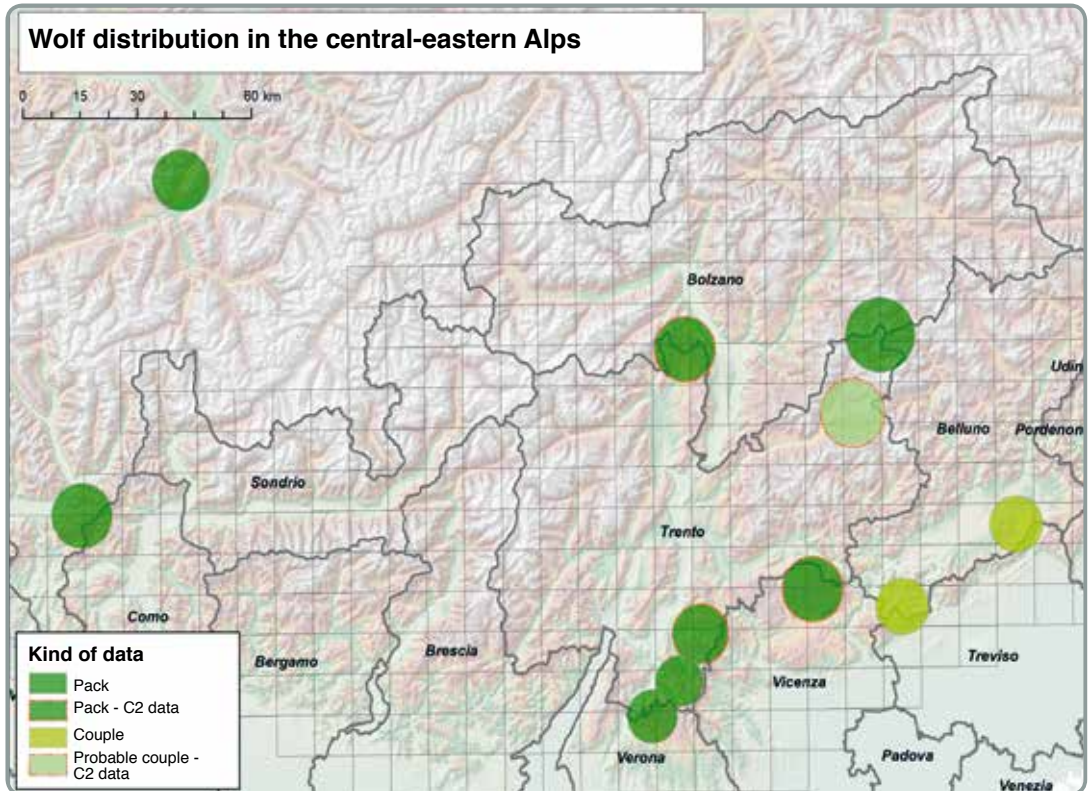 Wolf distribution in the central-eastern Alps
0 15 30 60 km
Bolzano
Udin
Belluno
Pordenon
Sondrio
Trento
Como
Bergamo
Brescia
Treviso
Vicenza
Verona
Padova
Venezia
Kind of data
Pack
Pack - C2 data
Couple
Probable couple -
C2 data